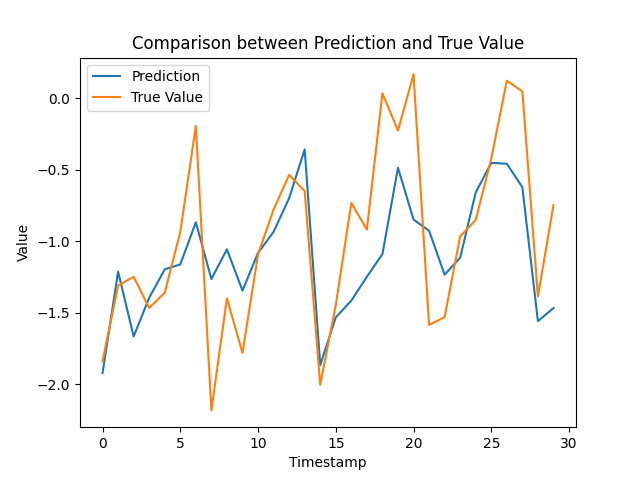 Comparison between Prediction and True Value
Prediction
True Value
0.0
−0.5
−1.0
−1.5
−2.0
Value
0 5 10 15 20 25 30
Timestamp